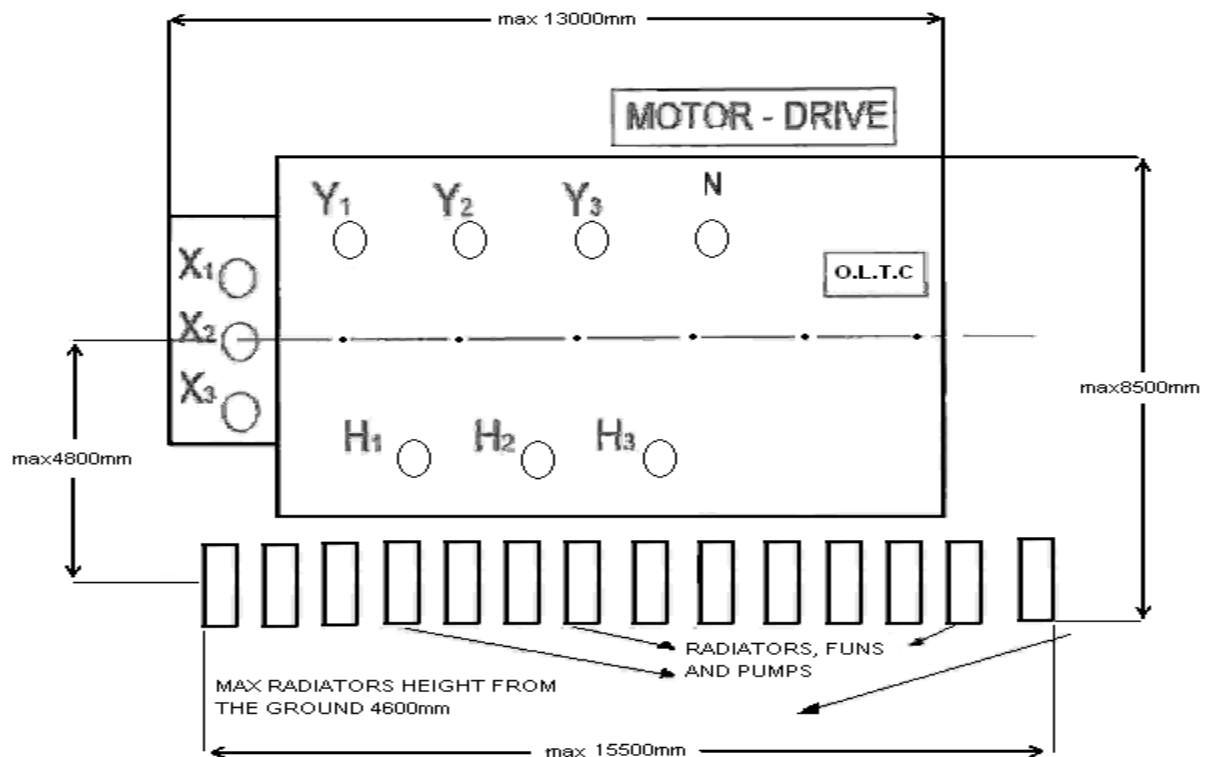 max 13000mm
MOTOR - DRIVE
Y1 Y2 Y3 N
X1
O.L.T.C
X2
X3
max8500mm
H1 H2 H3
max4800mm
RADIATORS, FUNS
AND PUMPS
MAX RADIATORS HEIGHT FROM
THE GROUND 4600mm
max 15500mm